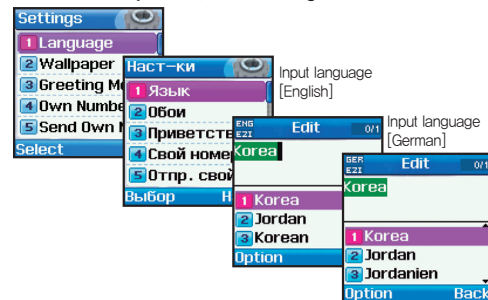 Settings
1 Language
2 Wallpaper
3 Greeting Me
4 Own Numbe
5 Send Own
Select
Наст-ки
1 Язык
2 Обои
3 Приветств
4 Свой номе
5 Отпр. свой
Выбор Н
Input language
[English]
ENG
EZI
Edit 0/1
Korea
1 Korea
2 Jordan
3 Korean
Option
Input language
[German]
GER
EZI
Edit 0/1
Korea
1 Korea
2 Jordan
3 Jordanien
Option Back